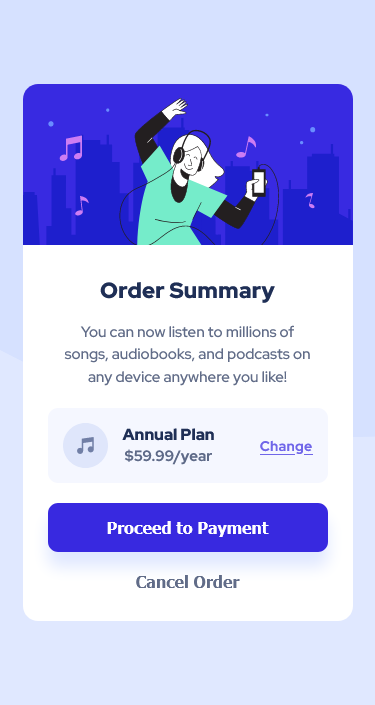 Order Summary
You can now listen to millions of
songs, audiobooks, and podcasts on
any device anywhere you like!
Annual Plan
$59.99/year
Change
Proceed to Payment
Cancel Order